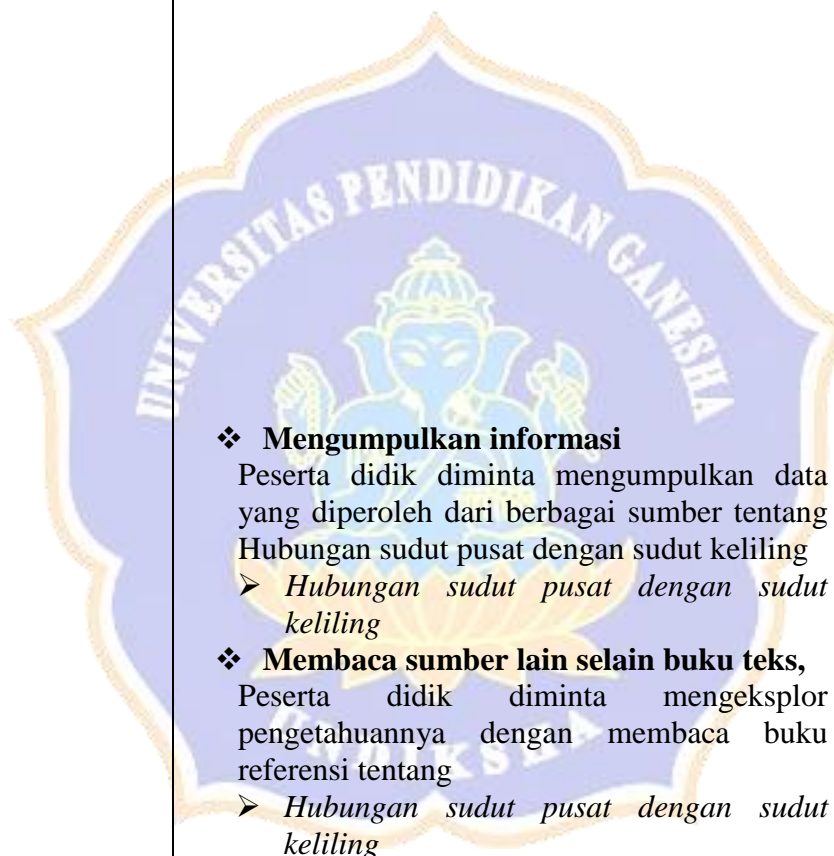 UNIVERSITAS PENDIDIKAN GANESHA
❖ Mengumpulkan informasi
Peserta didik diminta mengumpulkan data
yang diperoleh dari berbagai sumber tentang
Hubungan sudut pusat dengan sudut keliling
➢ Hubungan sudut pusat dengan sudut
keliling
❖ Membaca sumber lain selain buku teks,
Peserta didik diminta mengeksplor
pengetahuannya dengan membaca buku
referensi tentang
➢ Hubungan sudut pusat dengan sudut
keliling
UNDIKSHA